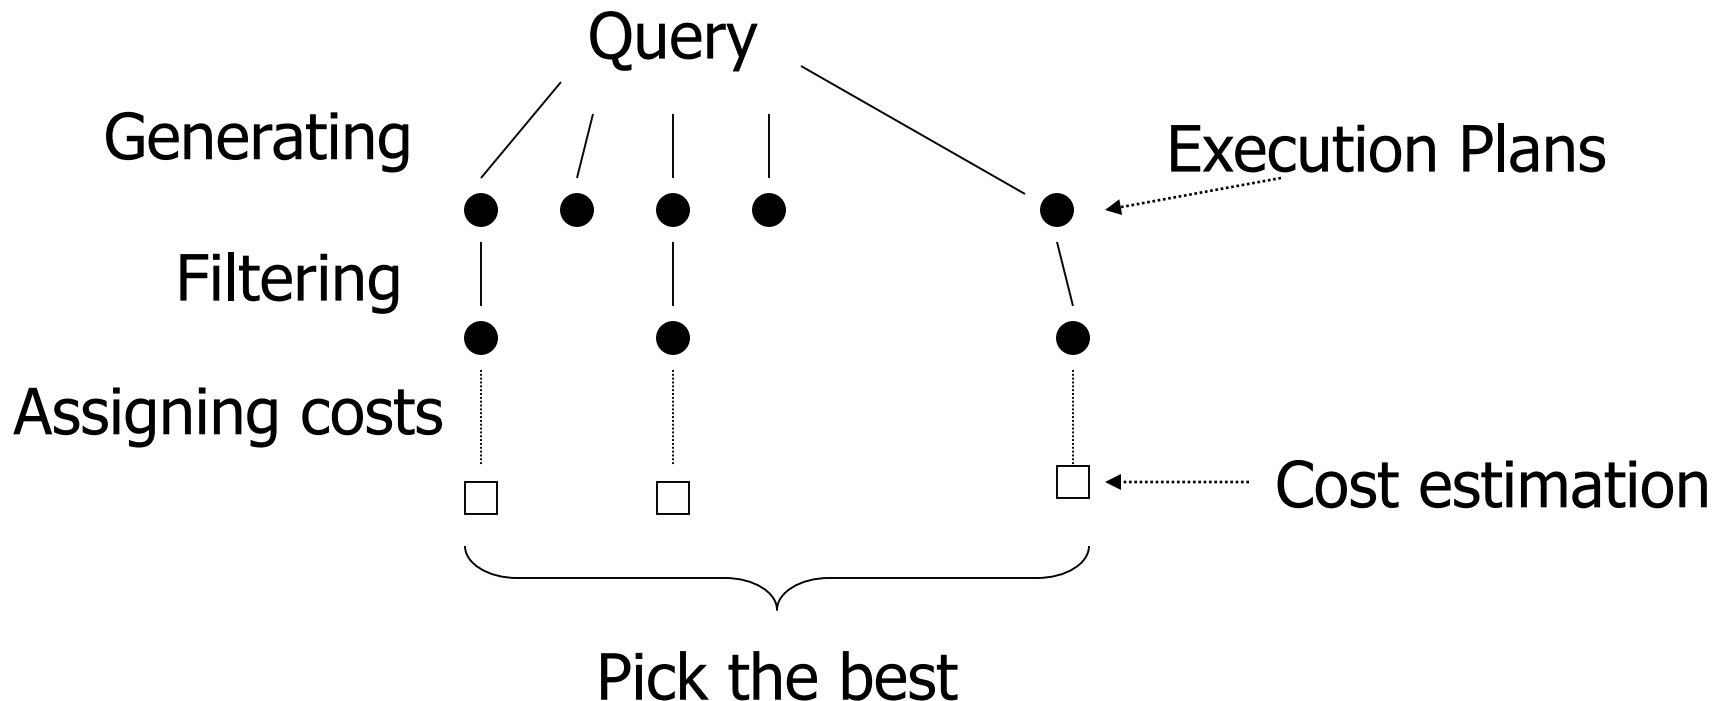 Query
Generating
Execution Plans
Filtering
Assigning costs
Cost estimation
Pick the best